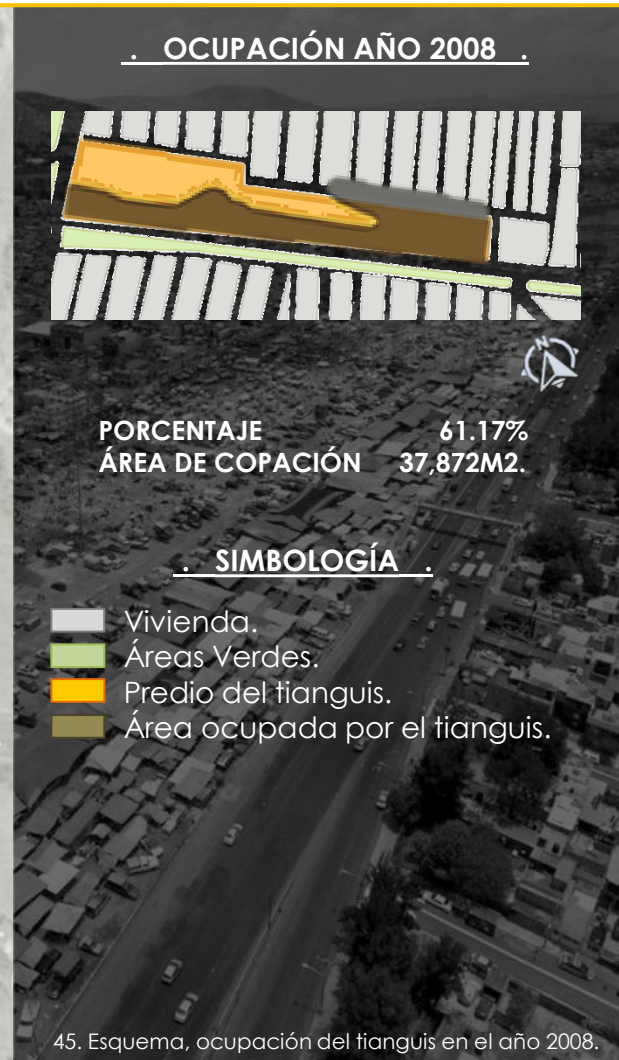 . OCUPACIÓN AÑO 2008 .
N
PORCENTAJE 61.17%
ÁREA DE COPACIÓN 37,872M2.
. SIMBOLOGÍA .
Vivienda.
Áreas Verdes.
Predio del tianguis.
Área ocupada por el tianguis.
45. Esquema, ocupación del tianguis en el año 2008.